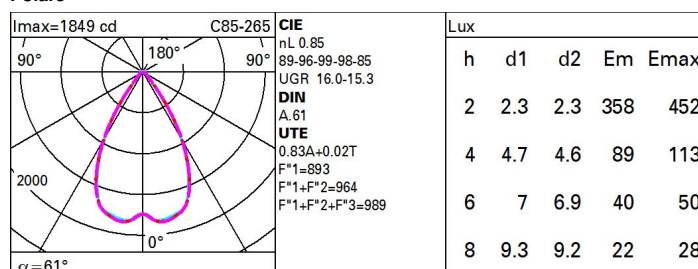 Imax=1849 cd C85-265
90° 180° 90°
2000
0°
α=61°
CIE
nL 0.85
89-96-99-98-85
UGR 16.0-15.3
DIN
A.61
UTE
0.83A+0.02T
F"1=893
F"1+F"2=964
F"1+F"2+F"3=989
Lux
h d1 d2 Em Emax
2 2.3 2.3 358 452
4 4.7 4.6 89 113
6 7 6.9 40 50
8 9.3 9.2 22 28